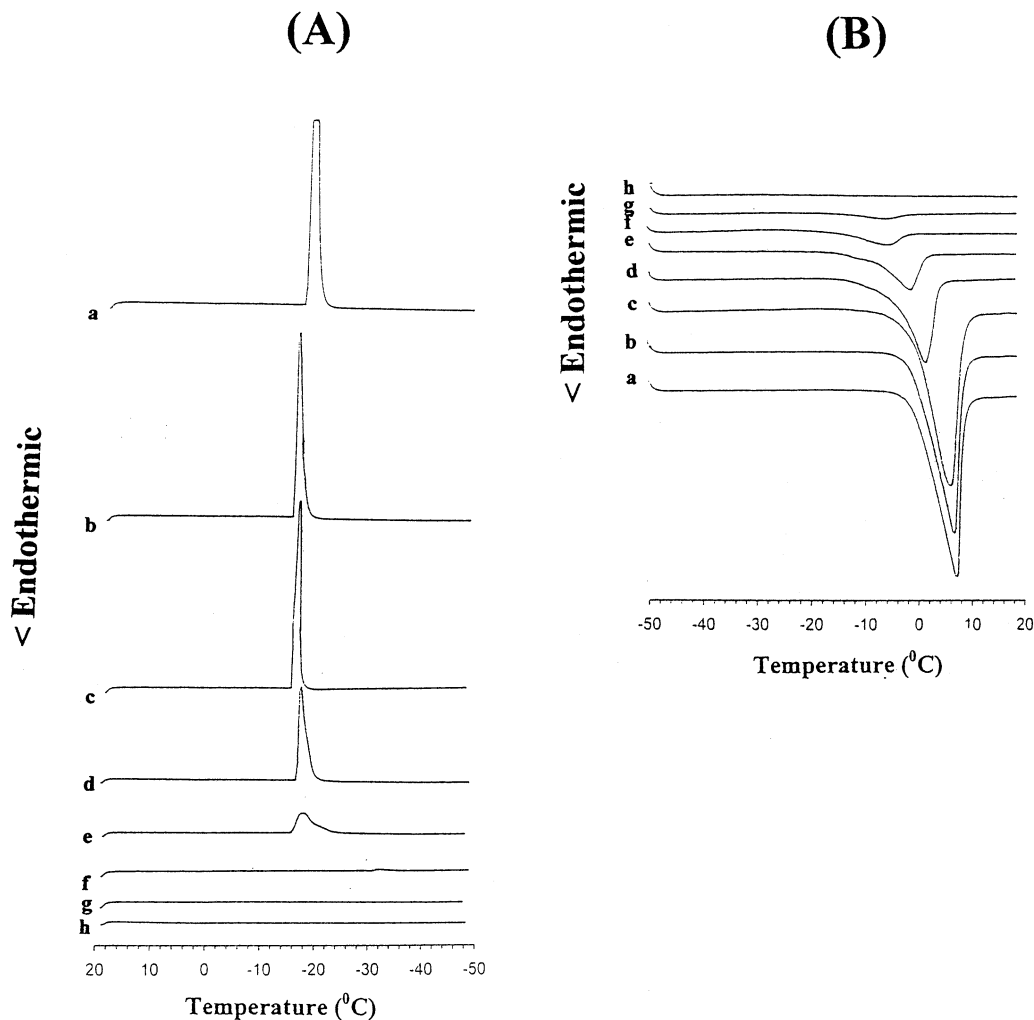 (A)
a
b
c
d
e
f
g
h
< Endothermic
20 10 0 -10 -20 -30 -40 -50
Temperature (⁰C)
(B)
h
g
f
e
d
c
b
a
< Endothermic
-50 -40 -30 -20 -10 0 10 20
Temperature (⁰C)